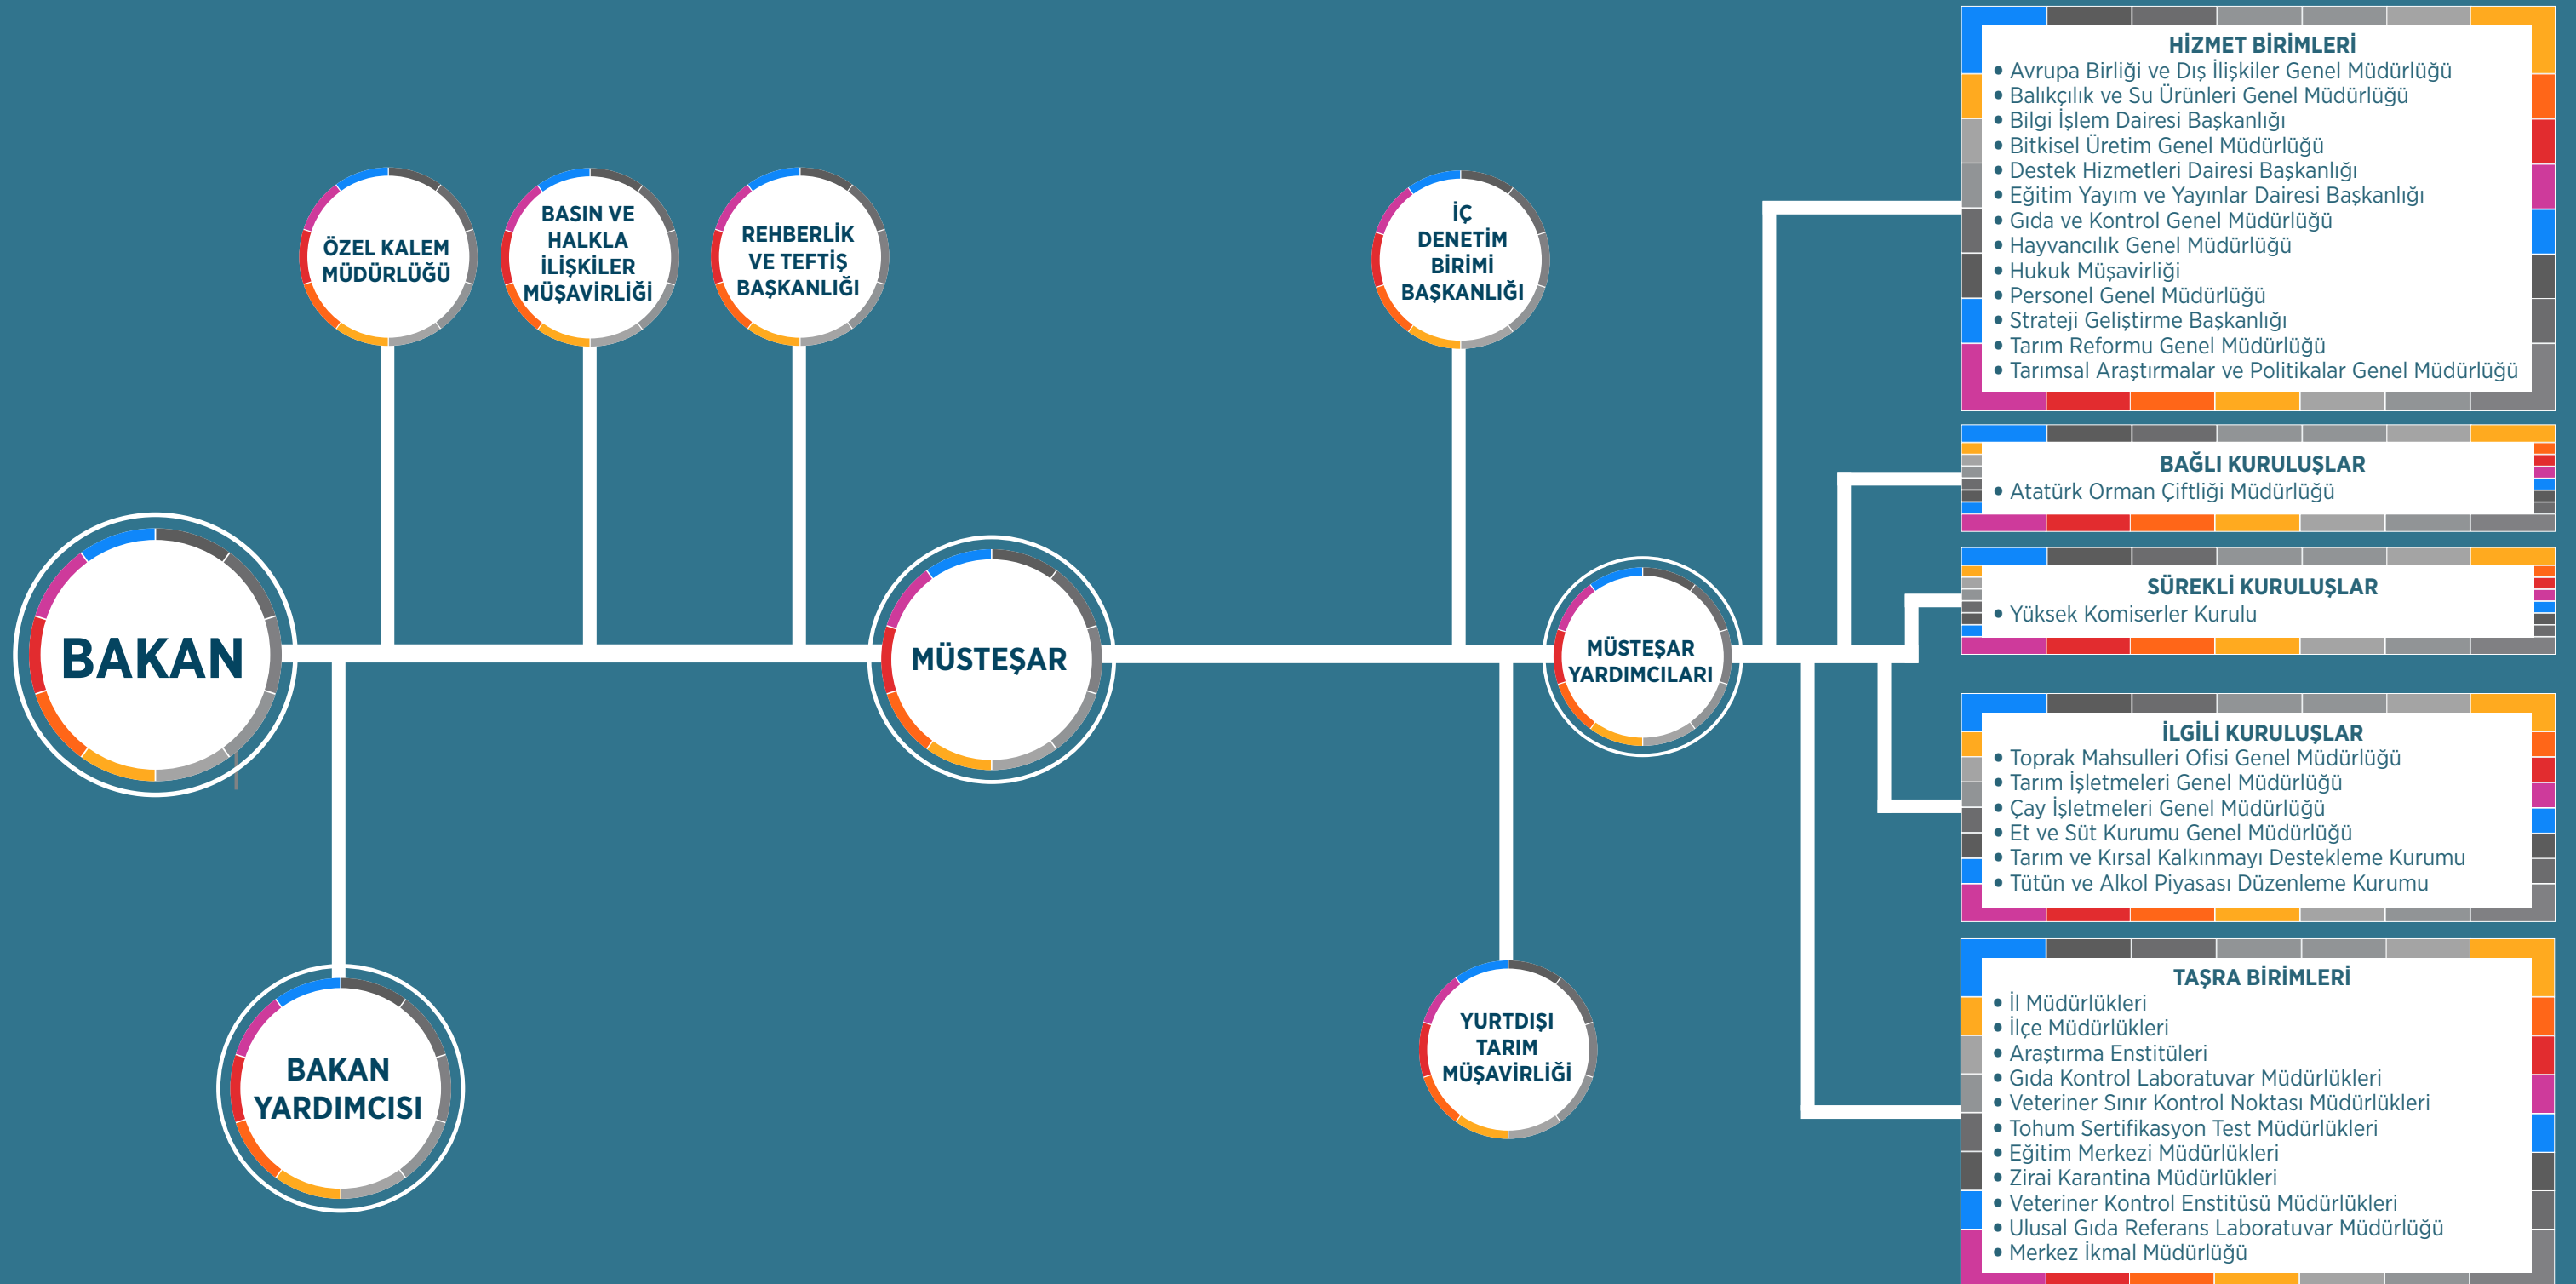 BAKAN
ÖZEL KALEM
MÜDÜRLÜĞÜ
BASIN VE
HALKLA
İLİŞKİLER
MÜŞAVİRLİĞİ
REHBERLİK
VE TEFTİŞ
BAŞKANLIĞI
BAKAN
YARDIMCISI
MÜSTEŞAR
İÇ
DENETİM
BİRİMİ
BAŞKANLIĞI
YURTDIŞI
TARIM
MÜŞAVİRLİĞİ
MÜSTEŞAR
YARDIMCILARI
HİZMET BİRİMLERİ
• Avrupa Birliği ve Dış İlişkiler Genel Müdürlüğü
• Balıkçılık ve Su Ürünleri Genel Müdürlüğü
• Bilgi İşlem Dairesi Başkanlığı
• Bitkisel Üretim Genel Müdürlüğü
• Destek Hizmetleri Dairesi Başkanlığı
• Eğitim Yayım ve Yayınlar Dairesi Başkanlığı
• Gıda ve Kontrol Genel Müdürlüğü
• Hayvancılık Genel Müdürlüğü
• Hukuk Müşavirliği
• Personel Genel Müdürlüğü
• Strateji Geliştirme Başkanlığı
• Tarım Reformu Genel Müdürlüğü
• Tarımsal Araştırmalar ve Politikalar Genel Müdürlüğü
BAĞLI KURULUŞLAR
• Atatürk Orman Çiftliği Müdürlüğü
SÜREKLİ KURULUŞLAR
• Yüksek Komiserler Kurulu
İLGİLİ KURULUŞLAR
• Toprak Mahsulleri Ofisi Genel Müdürlüğü
• Tarım İşletmeleri Genel Müdürlüğü
• Çay İşletmeleri Genel Müdürlüğü
• Et ve Süt Kurumu Genel Müdürlüğü
• Tarım ve Kırsal Kalkınmayı Destekleme Kurumu
• Tütün ve Alkol Piyasası Düzenleme Kurumu
TAŞRA BİRİMLERİ
• İl Müdürlükleri
• İlçe Müdürlükleri
• Araştırma Enstitüleri
• Gıda Kontrol Laboratuvar Müdürlükleri
• Veteriner Sınır Kontrol Noktası Müdürlükleri
• Tohum Sertifikasyon Test Müdürlükleri
• Eğitim Merkezi Müdürlükleri
• Zirai Karantina Müdürlükleri
• Veteriner Kontrol Enstitüsü Müdürlükleri
• Ulusal Gıda Referans Laboratuvar Müdürlüğü
• Merkez İkmal Müdürlüğü